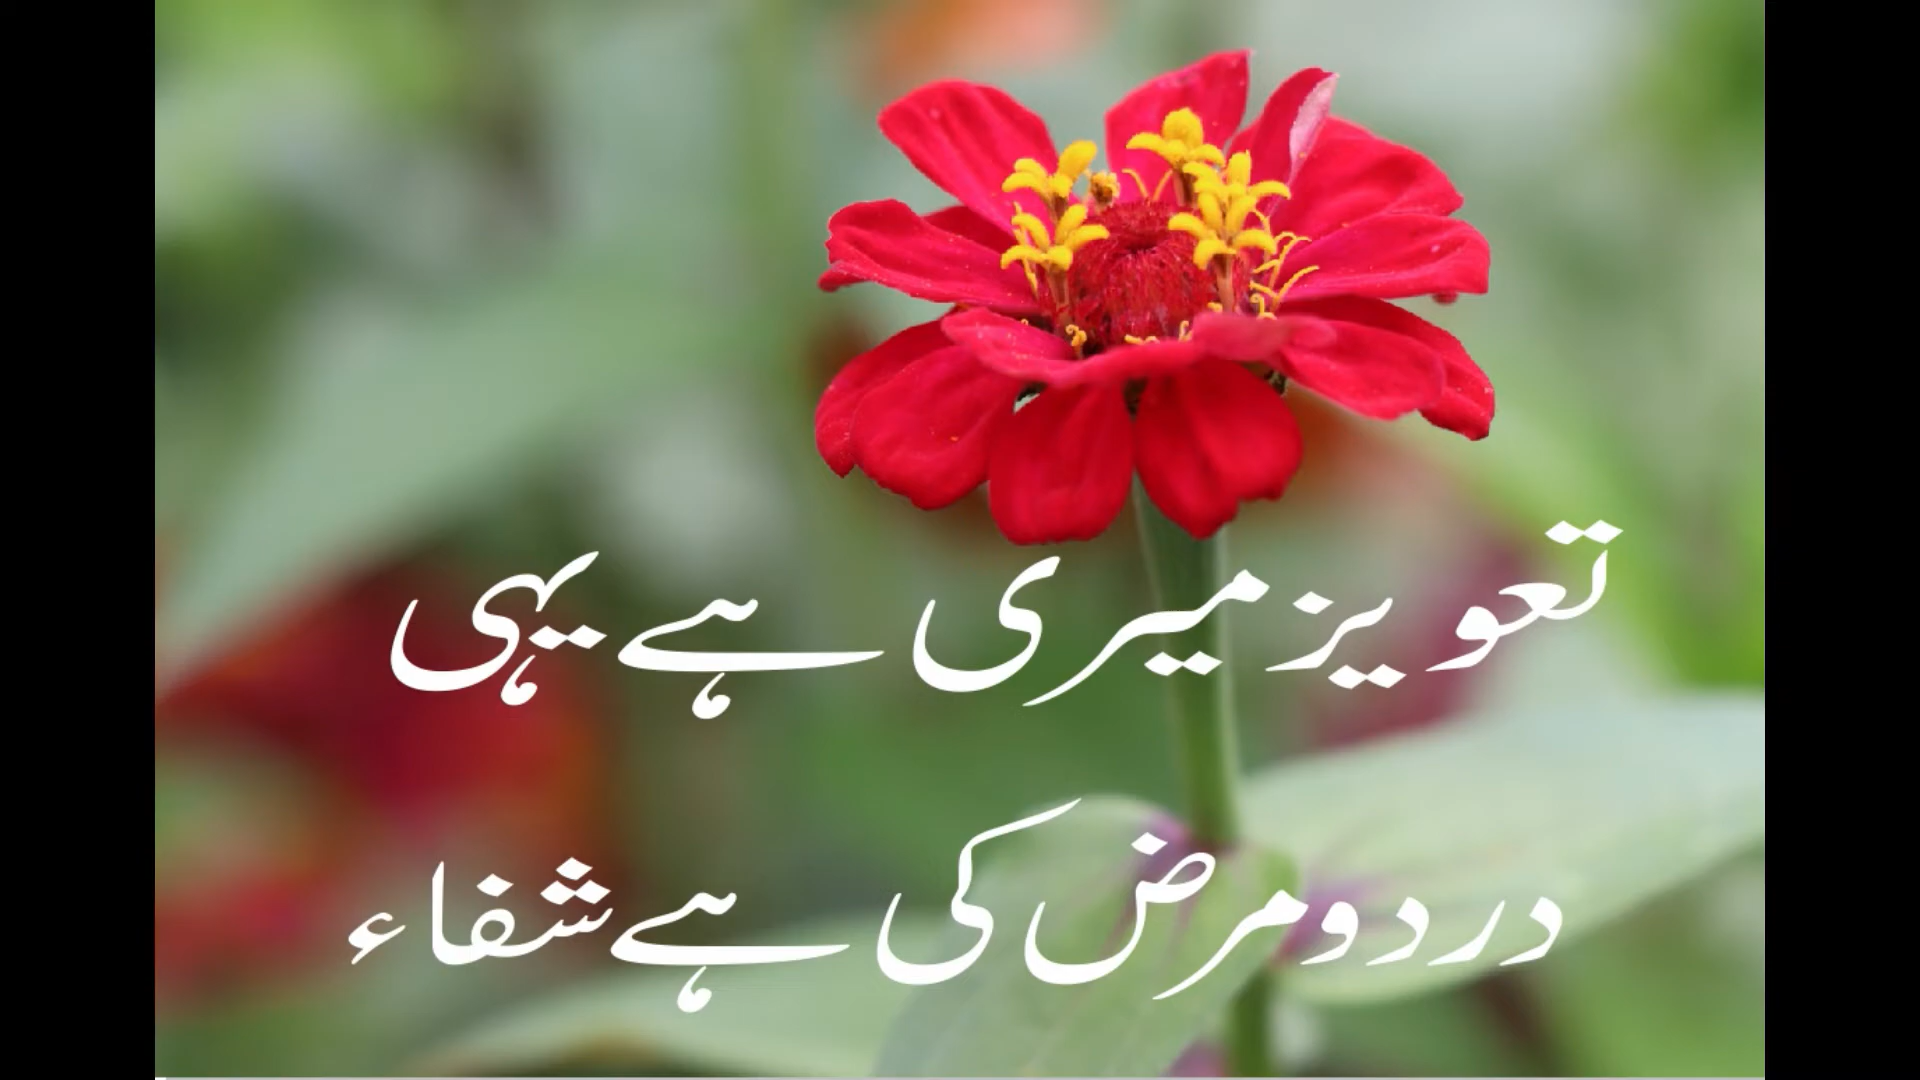 تعویز میری ہے یہی
درد و مرض کی ہے شفاء